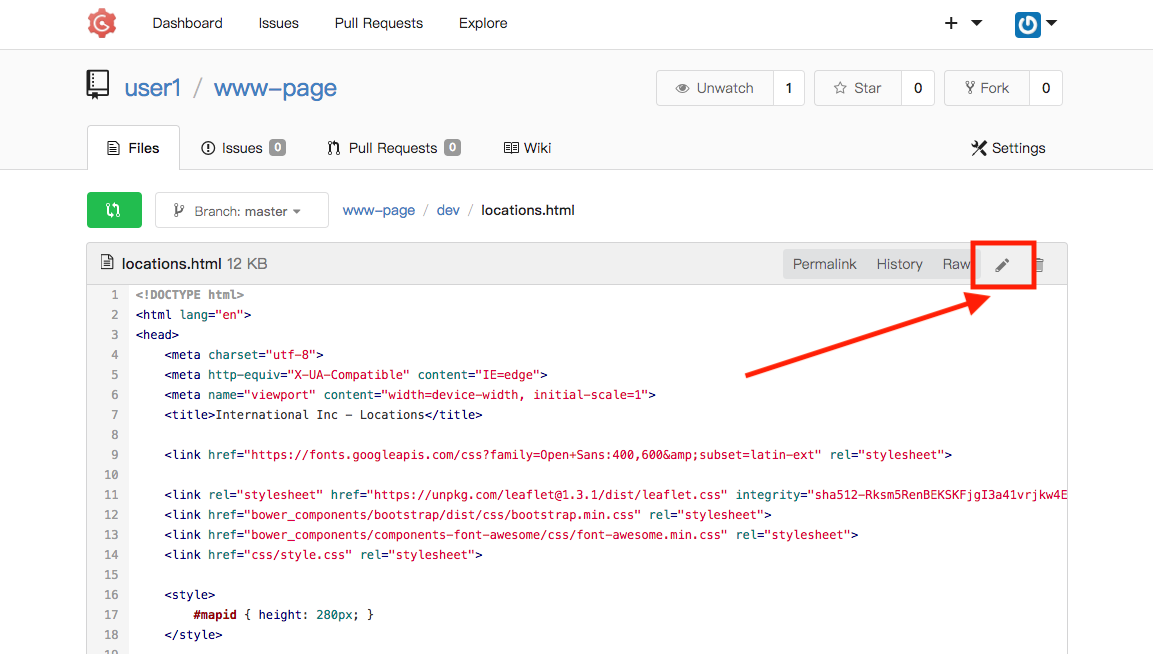 Dashboard Issues Pull Requests Explore
user1 / www-page Unwatch 1 Star 0 Fork 0
Files Issues 0 Pull Requests 0 Wiki Settings
Branch: master www-page / dev / locations.html
locations.html 12 KB Permalink History Raw
1 <!DOCTYPE html>
2 <html lang="en">
3 <head>
4 <meta charset="utf-8">
5 <meta http-equiv="X-UA-Compatible" content="IE=edge">
6 <meta name="viewport" content="width=device-width, initial-scale=1">
7 <title>International Inc - Locations</title>
8
9 <link href="https://fonts.googleapis.com/css?family=Open+Sans:400,600&amp;subset=latin-ext" rel="stylesheet">
10
11 <link rel="stylesheet" href="https://unpkg.com/leaflet@1.3.1/dist/leaflet.css" integrity="sha512-Rksm5RenBEKSKFjgI3a41vrjkw4E
12 <link href="bower_components/bootstrap/dist/css/bootstrap.min.css" rel="stylesheet">
13 <link href="bower_components/components-font-awesome/css/font-awesome.min.css" rel="stylesheet">
14 <link href="css/style.css" rel="stylesheet">
15
16 <style>
17 #mapid { height: 280px; }
18 </style>
19